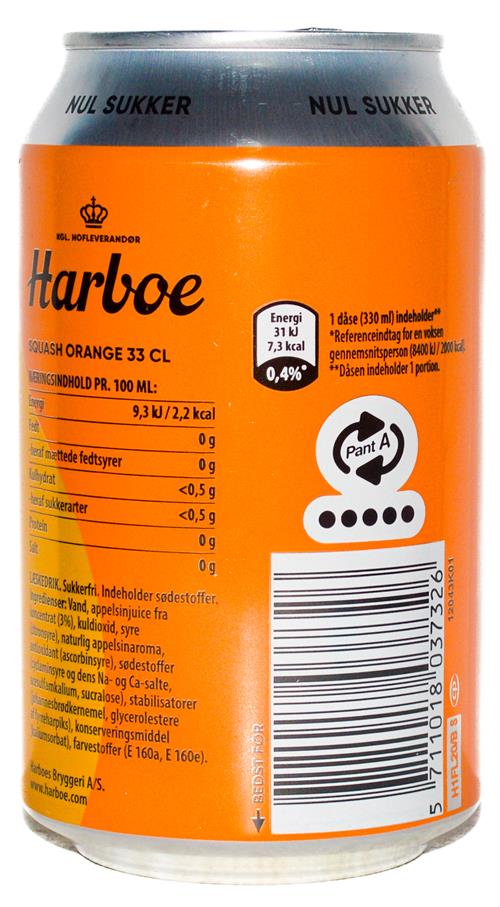 NUL SUKKER NUL SUKKER
KGL. HOFLEVERANDØR
Harboe
SQUASH ORANGE 33 CL
NÆRINGSINDHOLD PR. 100 ML:
Energi 9,3 kJ / 2,2 kcal
Fedt 0 g
-heraf mættede fedtsyrer 0 g
Kulhydrat <0,5 g
-heraf sukkerarter <0,5 g
Protein 0 g
Salt 0 g
LÆSKEDRIK. Sukkerfri. Indeholder sødestoffer.
Ingredienser: Vand, appelsinjuice fra
koncentrat (3%), kuldioxid, syre
(citronsyre), naturlig appelsinaroma,
antioxidant (ascorbinsyre), sødestoffer
(cyclaminsyre og dens Na- og Ca-salte,
acesulfamkalium, sucralose), stabilisatorer
(johannesbrødkernemel, glycerolestere
af fyrreharpiks), konserveringsmiddel
(kaliumsorbat), farvestoffer (E 160a, E 160e).
Harboes Bryggeri A/S.
www.harboe.com
Energi
31 kJ
7,3 kcal
0,4%*
1 dåse (330 ml) indeholder**
*Referenceindtag for en voksen
gennemsnitsperson (8400 kJ / 2000 kcal).
**Dåsen indeholder 1 portion.
Pant A
BEDST FØR
5 711018 037326
12043K01
H1FL20/B S